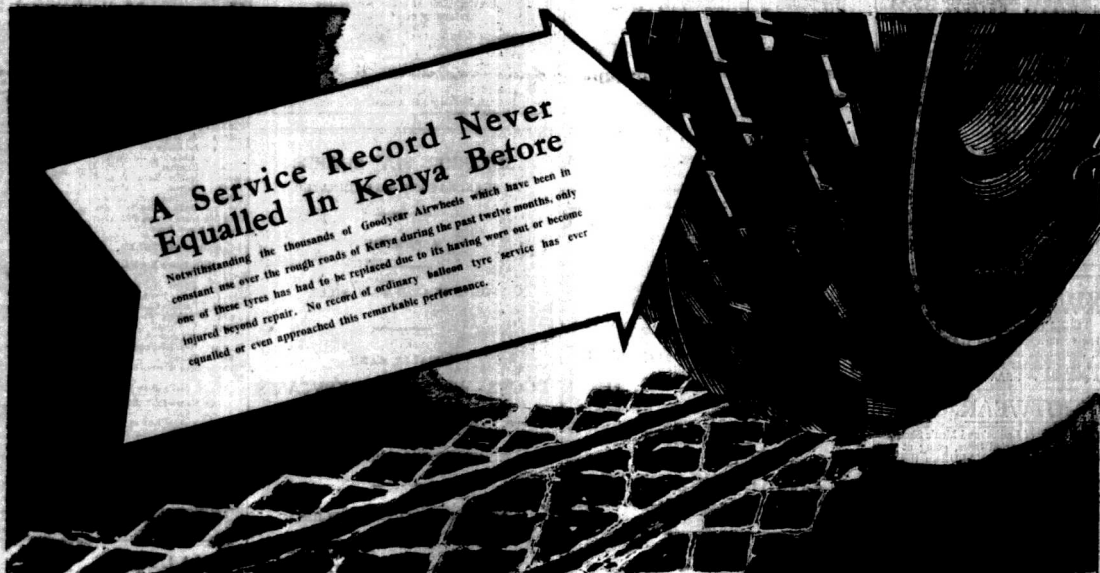 A Service Record Never
Equalled In Kenya Before
Notwithstanding the thousands of Goodyear Airwheels which have been in
constant use over the rough roads of Kenya during the past twelve months, only
one of these tyres has had to be replaced due to its having worn out or become
injured beyond repair. No record of ordinary balloon tyre service has ever
equalled or even approached this remarkable performance.